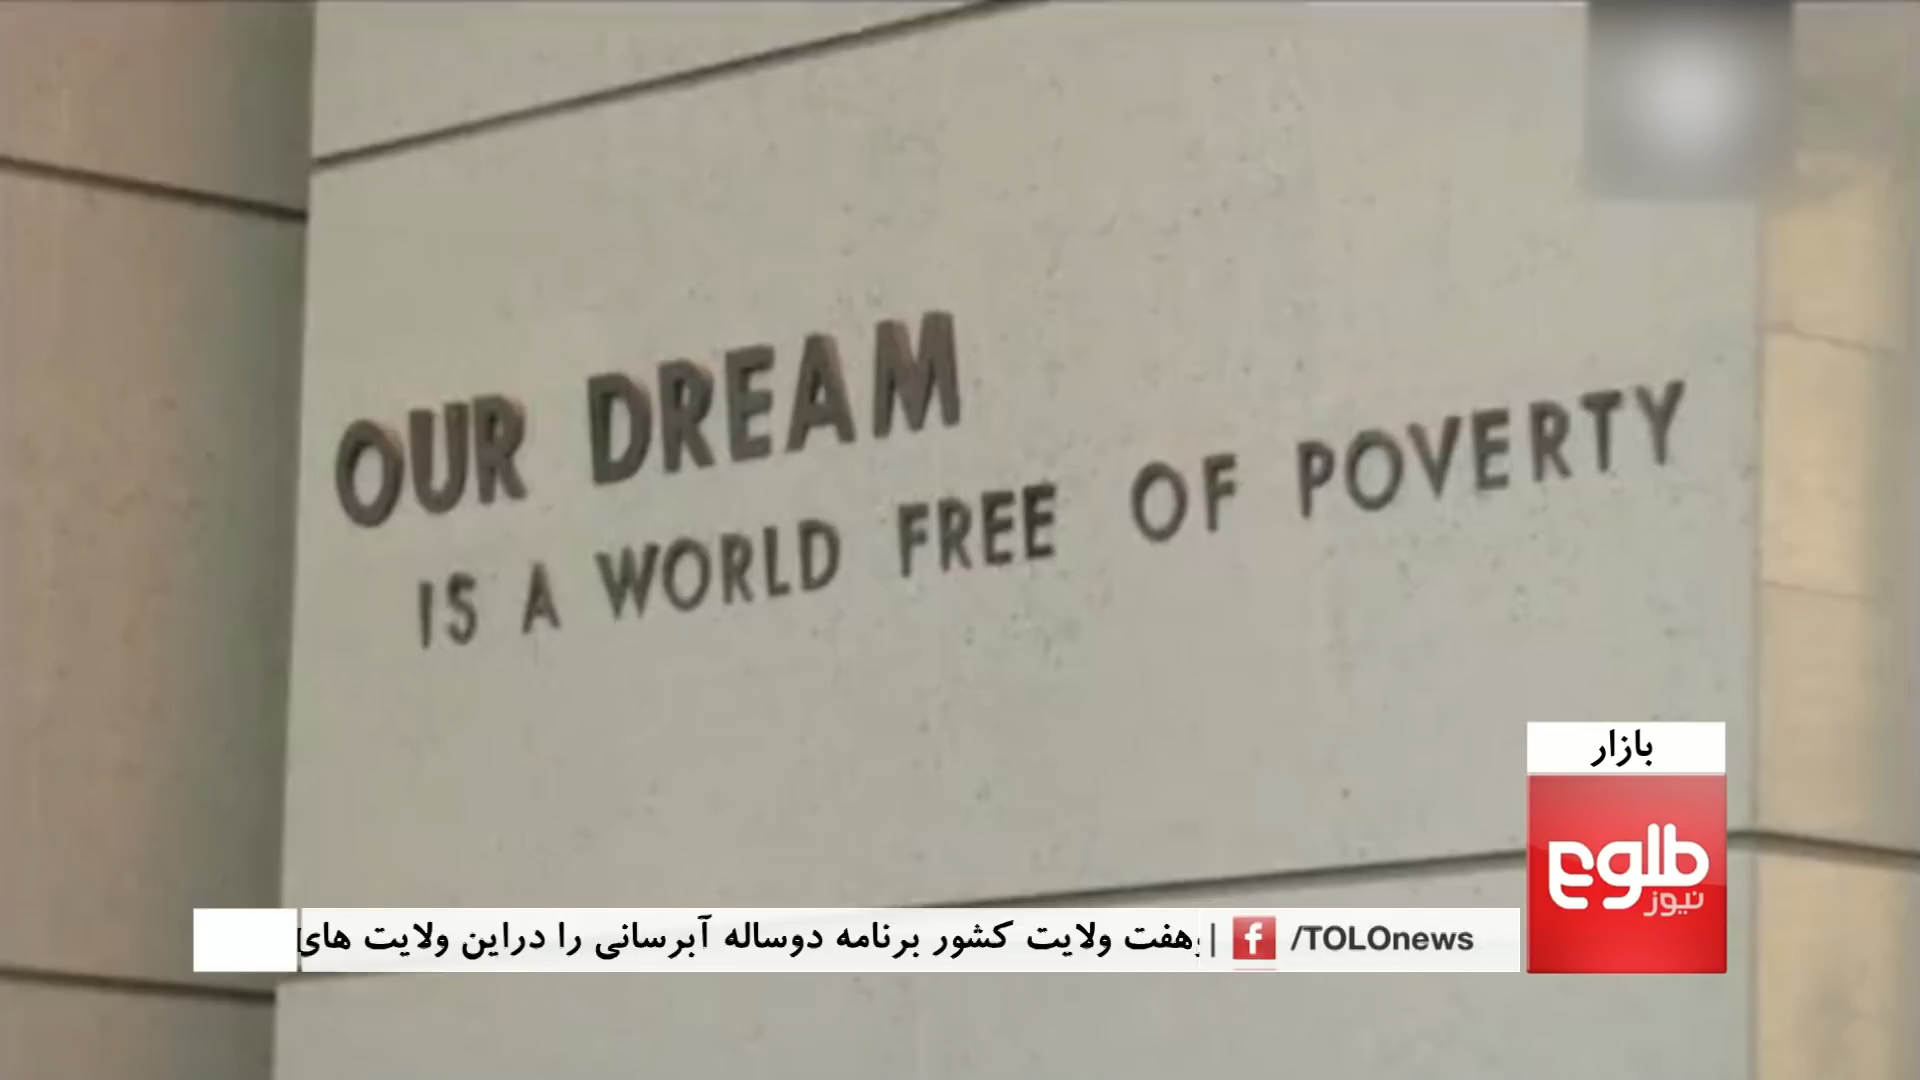 OUR DREAM
IS A WORLD FREE OF POVERTY
بازار
طلوع
نیوز
وهفت ولایت کشور برنامه دوساله آبرسانی را دراین ولایت های
/TOLOnews